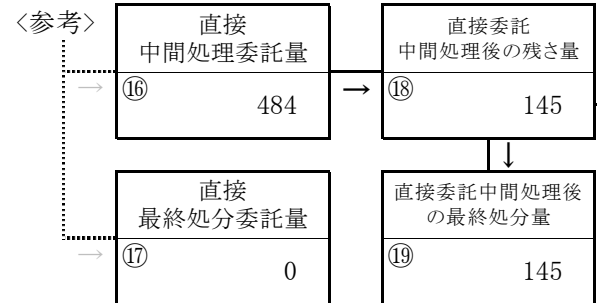 〈参考〉
直接
中間処理委託量
⑯
484
→
→
直接委託
中間処理後の残さ量
⑱
145
↓
直接
最終処分委託量
⑰
0
→
直接委託中間処理後
の最終処分量
⑲
145